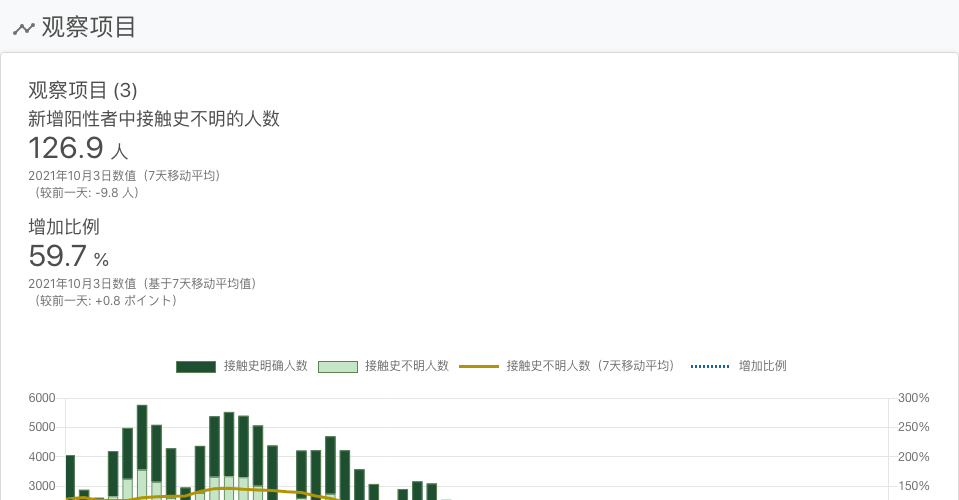 观察项目
观察项目 (3)
新增阳性者中接触史不明的人数
126.9 人
2021年10月3日数值（7天移动平均）
（较前一天: -9.8 人）
增加比例
59.7 %
2021年10月3日数值（基于7天移动平均值）
（较前一天: +0.8 ポイント）
接触史明确人数 接触史不明人数 接触史不明人数（7天移动平均） 增加比例
6000 300%
5000 250%
4000 200%
3000 150%